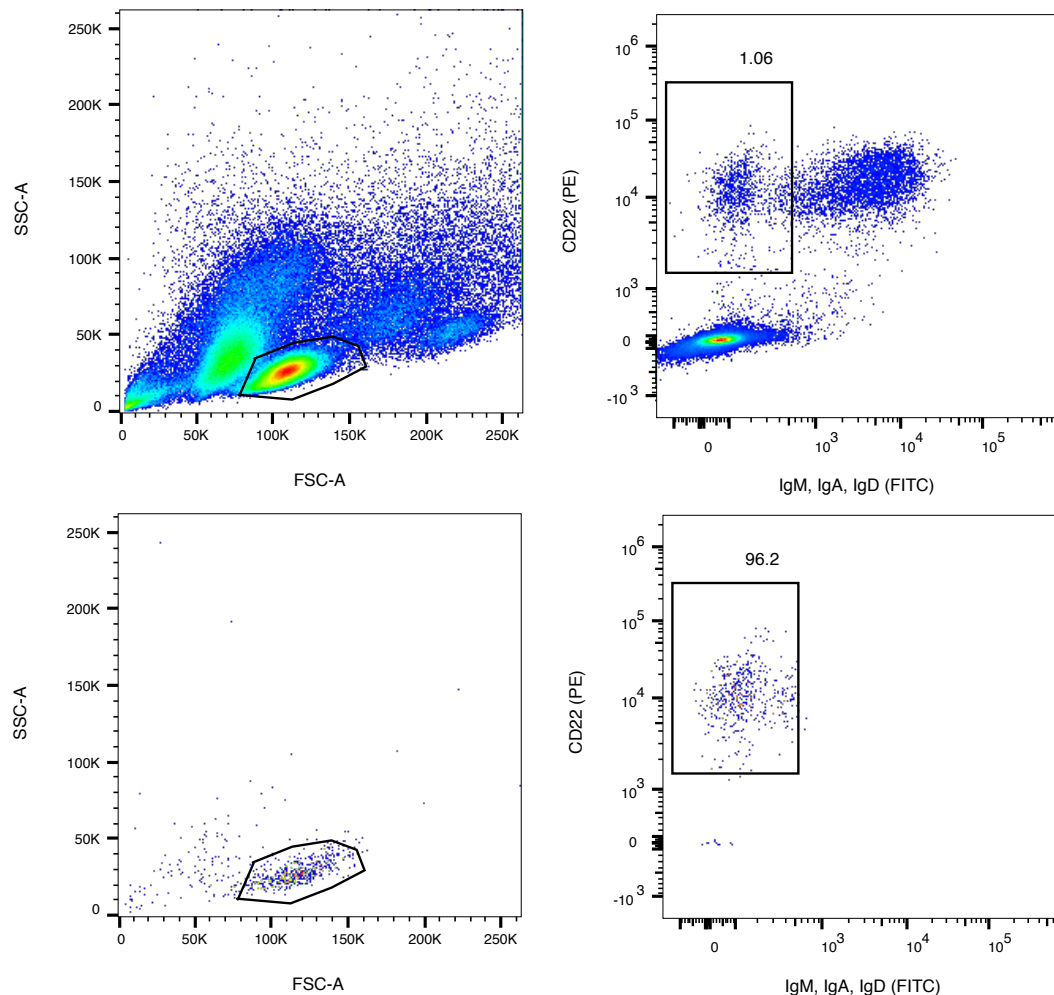 250K
200K
150K
100K
50K
0
SSC-A
0 50K 100K 150K 200K 250K
FSC-A
1.06
10^6
10^5
10^4
10^3
0
-10^3
CD22 (PE)
0 10^3 10^4 10^5
IgM, IgA, IgD (FITC)
250K
200K
150K
100K
50K
0
SSC-A
0 50K 100K 150K 200K 250K
FSC-A
96.2
10^6
10^5
10^4
10^3
0
-10^3
CD22 (PE)
0 10^3 10^4 10^5
IgM, IgA, IgD (FITC)